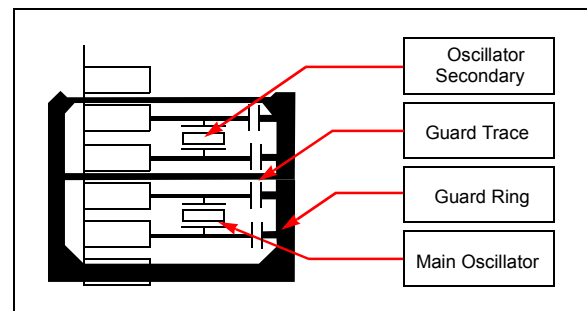 Oscillator
Secondary
Guard Trace
Guard Ring
Main Oscillator